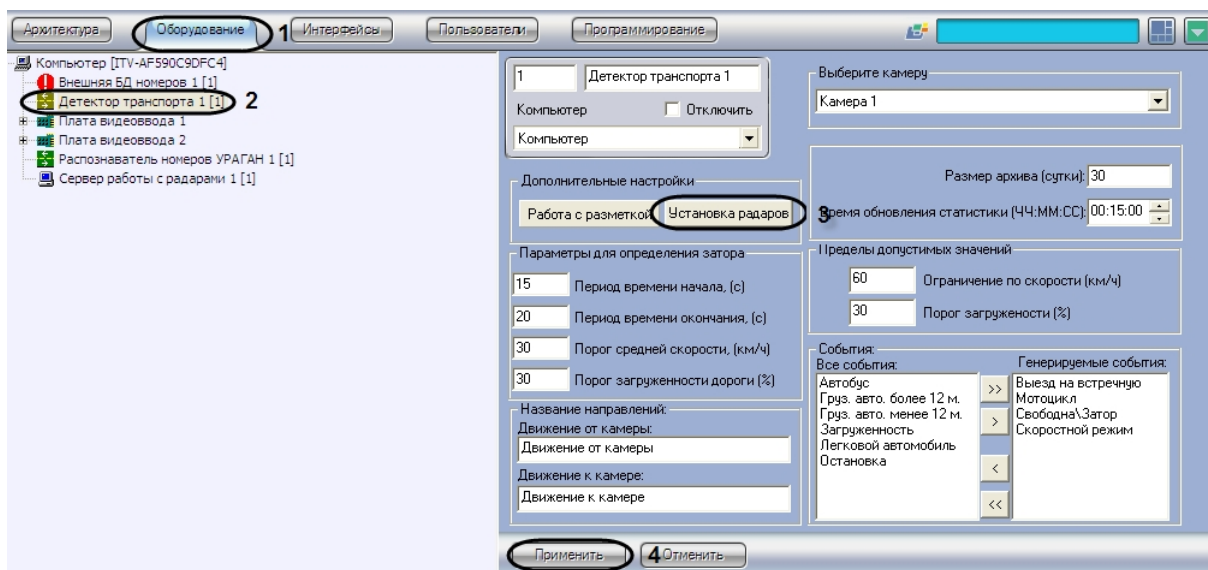 Архитектура Оборудование 1 Интерфейсы Пользователи Программирование
Компьютер [ITV-AF590C9DFC4]
Внешняя БД номеров 1 [1]
Детектор транспорта 1 [1] 2
Плата видеоввода 1
Плата видеоввода 2
Распознаватель номеров УРАГАН 1 [1]
Сервер работы с радарами 1 [1]
1 Детектор транспорта 1
Компьютер Отключить
Компьютер
Дополнительные настройки
Работа с разметкой Установка радаров 3
Параметры для определения затора
15 Период времени начала, (с)
20 Период времени окончания, (с)
30 Порог средней скорости, (км/ч)
30 Порог загруженности дороги (%)
Название направлений:
Движение от камеры:
Движение от камеры
Движение к камере:
Движение к камере
Выберите камеру
Камера 1
Размер архива (сутки): 30
Время обновления статистики (ЧЧ:ММ:СС): 00:15:00
Пределы допустимых значений
60 Ограничение по скорости (км/ч)
30 Порог загружености (%)
События:
Все события:
Автобус
Груз. авто. более 12 м.
Груз. авто. менее 12 м.
Загруженность
Легковой автомобиль
Остановка
>>
>
<
<<
Генерируемые события:
Выезд на встречную
Мотоцикл
Свободна\Затор
Скоростной режим
Применить 4 Отменить